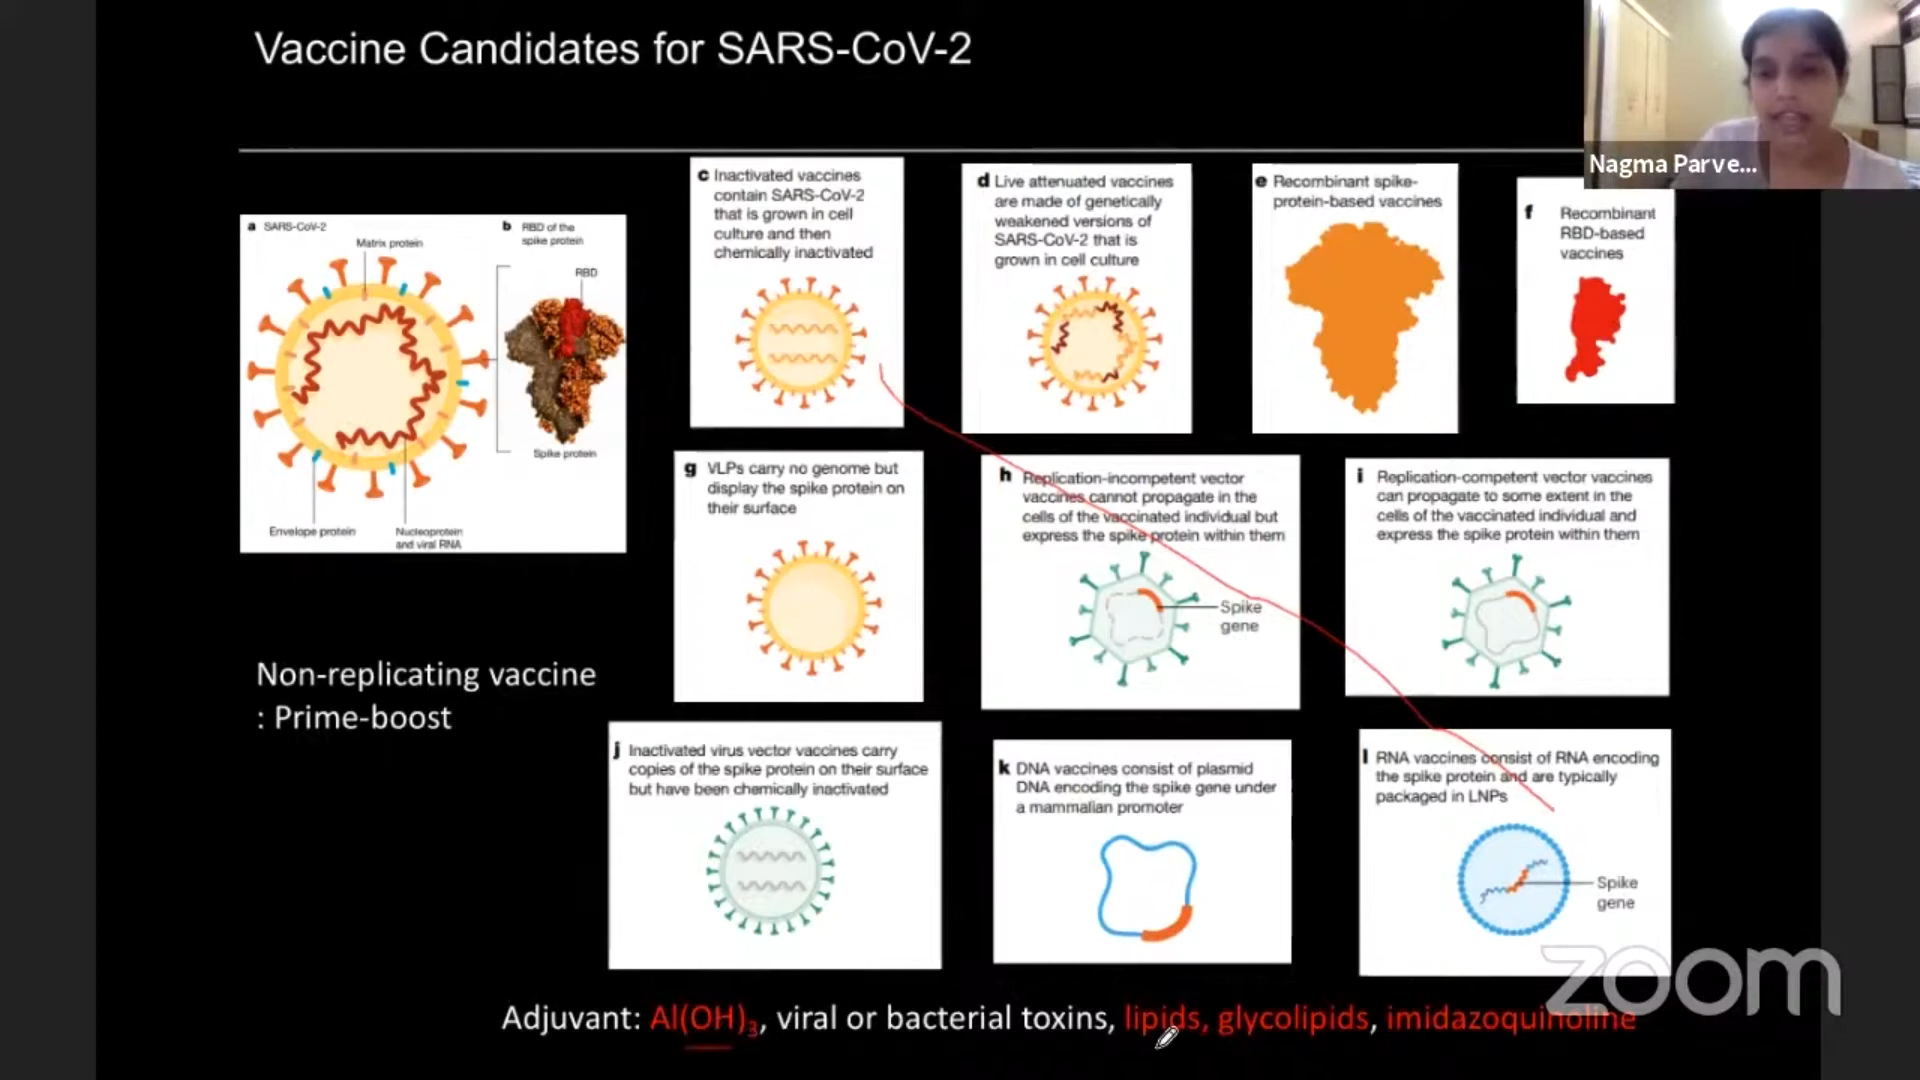 Vaccine Candidates for SARS-CoV-2
Nagma Parve...
a SARS-CoV-2
Matrix protein
b RBD of the
spike protein
RBD
Spike protein
Envelope protein
Nucleoprotein
and viral RNA
c Inactivated vaccines
contain SARS-CoV-2
that is grown in cell
culture and then
chemically inactivated
d Live attenuated vaccines
are made of genetically
weakened versions of
SARS-CoV-2 that is
grown in cell culture
e Recombinant spike-
protein-based vaccines
f Recombinant
RBD-based
vaccines
g VLPs carry no genome but
display the spike protein on
their surface
h Replication-incompetent vector
vaccines cannot propagate in the
cells of the vaccinated individual but
express the spike protein within them
Spike
gene
i Replication-competent vector vaccines
can propagate to some extent in the
cells of the vaccinated individual and
express the spike protein within them
Non-replicating vaccine
: Prime-boost
j Inactivated virus vector vaccines carry
copies of the spike protein on their surface
but have been chemically inactivated
k DNA vaccines consist of plasmid
DNA encoding the spike gene under
a mammalian promoter
l RNA vaccines consist of RNA encoding
the spike protein and are typically
packaged in LNPs
Spike
gene
Adjuvant: Al(OH)3, viral or bacterial toxins, lipids, glycolipids, imidazoquinoline
zoom